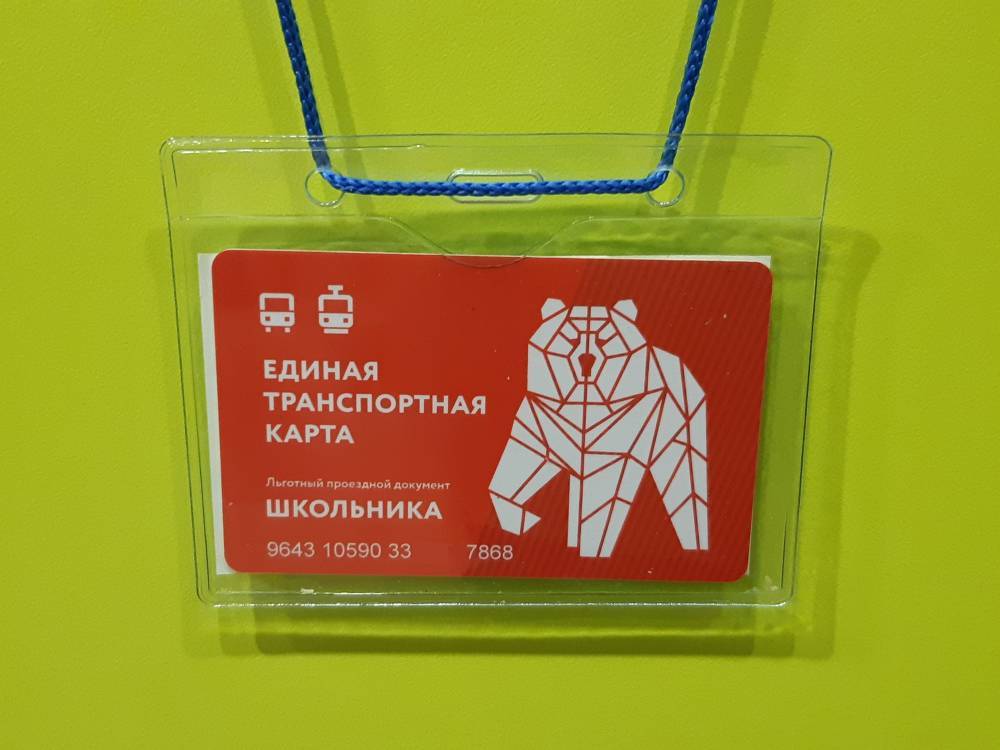 ЕДИНАЯ
ТРАНСПОРТНАЯ
КАРТА
Льготный проездной документ
ШКОЛЬНИКА
9643 10590 33 7868